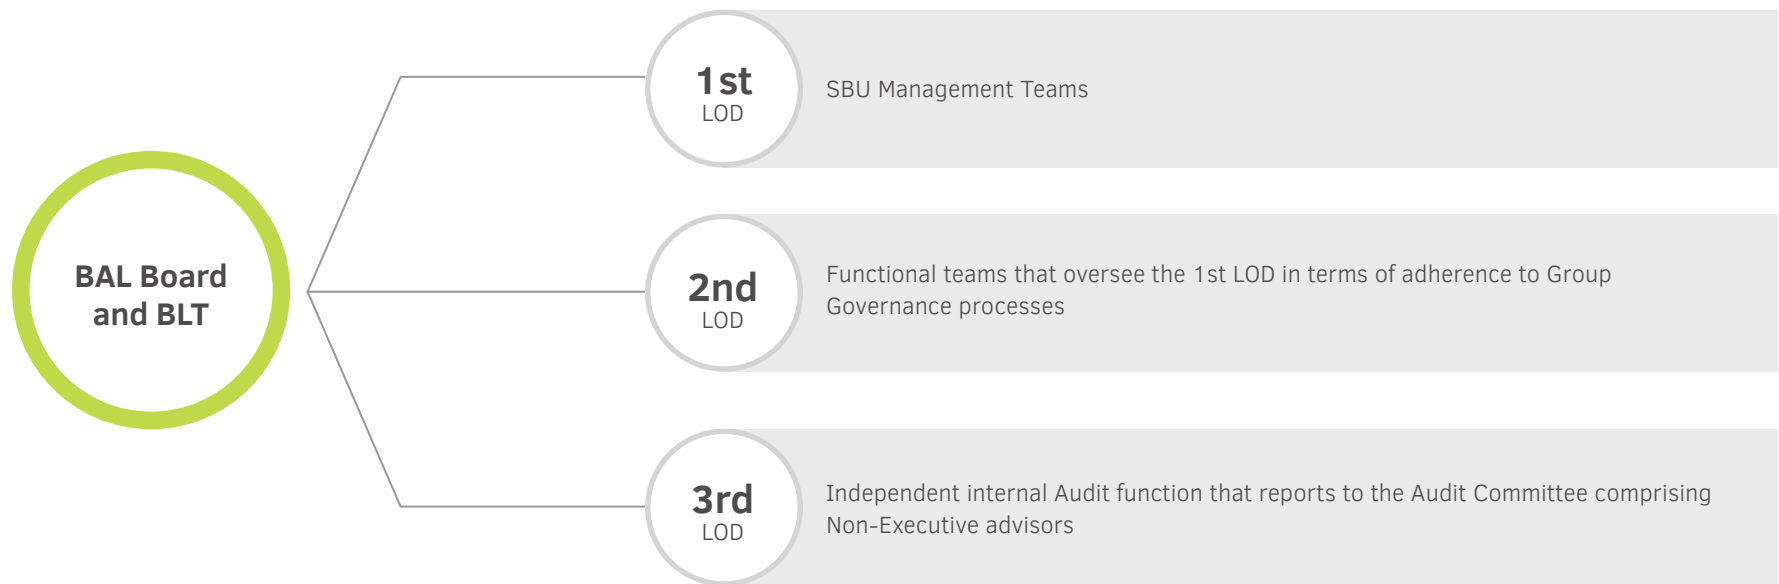 BAL Board
and BLT
1st
LOD
SBU Management Teams
2nd
LOD
Functional teams that oversee the 1st LOD in terms of adherence to Group
Governance processes
3rd
LOD
Independent internal Audit function that reports to the Audit Committee comprising
Non-Executive advisors